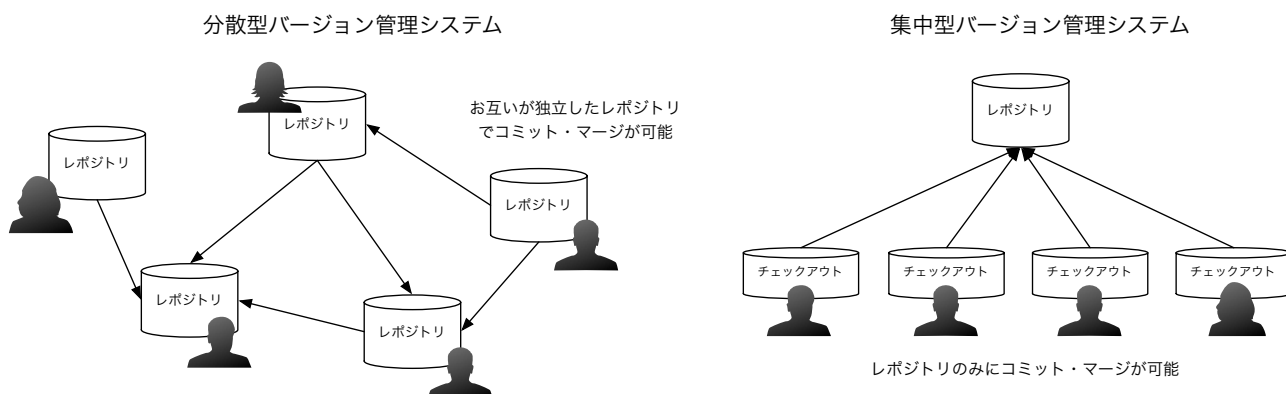 分散型バージョン管理システム
レポジトリ
お互いが独立したレポジトリ
でコミット・マージが可能
レポジトリ
レポジトリ
レポジトリ
レポジトリ
集中型バージョン管理システム
レポジトリ
チェックアウト
チェックアウト
チェックアウト
チェックアウト
レポジトリのみにコミット・マージが可能